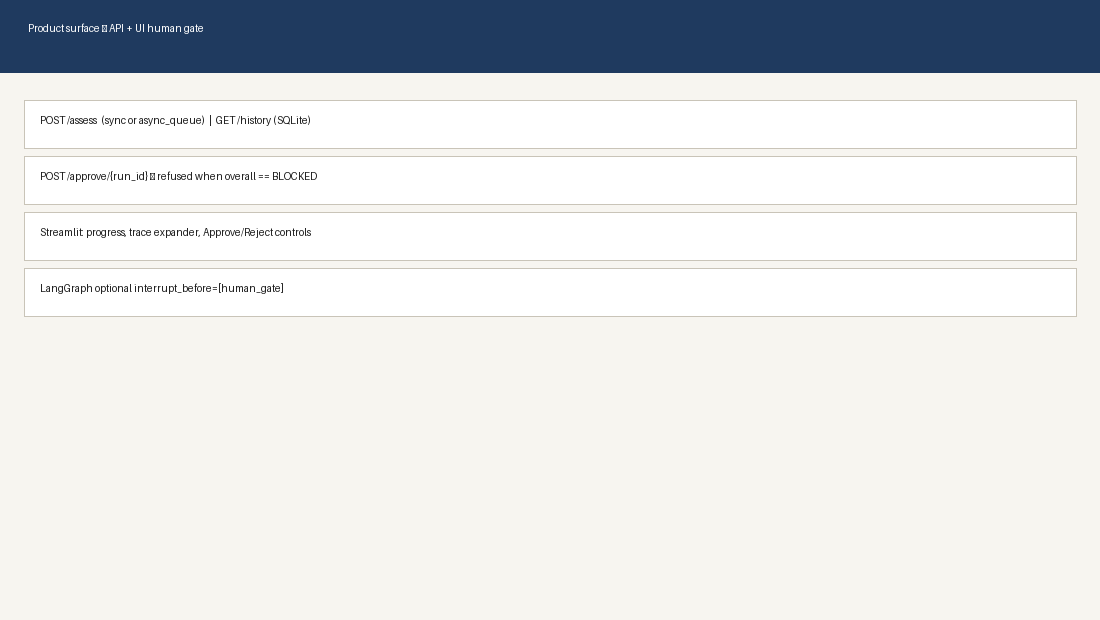 Product surface ▯ API + UI human gate
POST /assess (sync or async_queue) | GET /history (SQLite)
POST /approve/{run_id} ▯ refused when overall == BLOCKED
Streamlit: progress, trace expander, Approve/Reject controls
LangGraph optional interrupt_before=[human_gate]